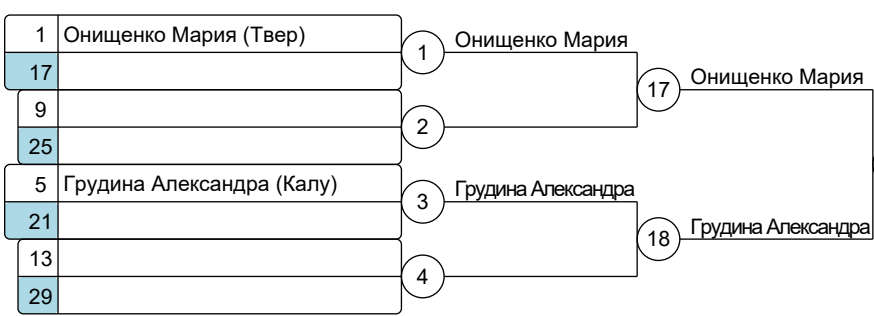 1 Онищенко Мария (Твер)
17
1 Онищенко Мария
9
25
2
17 Онищенко Мария
5 Грудина Александра (Калу)
21
3 Грудина Александра
13
29
4
18 Грудина Александра